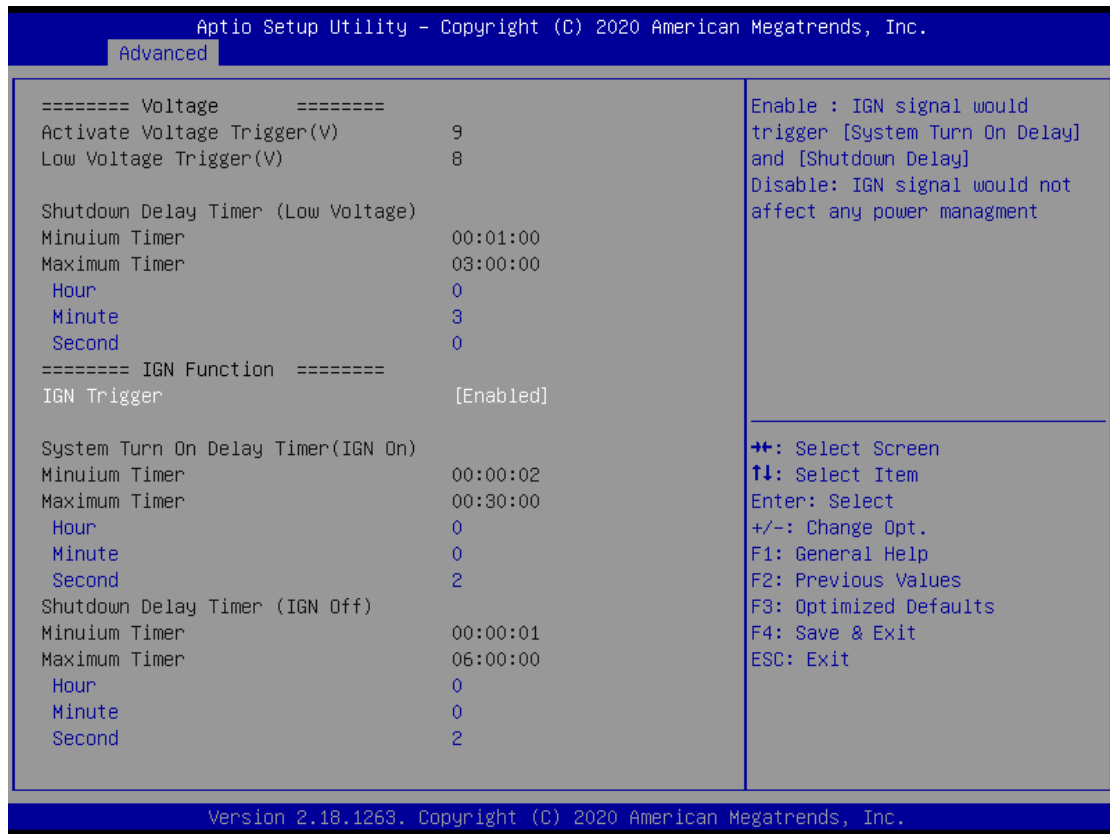 Aptio Setup Utility – Copyright (C) 2020 American Megatrends, Inc.
Advanced
======== Voltage ========
Activate Voltage Trigger(V) 9
Low Voltage Trigger(V) 8
Shutdown Delay Timer (Low Voltage)
Minuium Timer 00:01:00
Maximum Timer 03:00:00
Hour 0
Minute 3
Second 0
======== IGN Function ========
IGN Trigger [Enabled]
System Turn On Delay Timer(IGN On)
Minuium Timer 00:00:02
Maximum Timer 00:30:00
Hour 0
Minute 0
Second 2
Shutdown Delay Timer (IGN Off)
Minuium Timer 00:00:01
Maximum Timer 06:00:00
Hour 0
Minute 0
Second 2
Enable : IGN signal would
trigger [System Turn On Delay]
and [Shutdown Delay]
Disable: IGN signal would not
affect any power managment
→←: Select Screen
↑↓: Select Item
Enter: Select
+/-: Change Opt.
F1: General Help
F2: Previous Values
F3: Optimized Defaults
F4: Save & Exit
ESC: Exit
Version 2.18.1263. Copyright (C) 2020 American Megatrends, Inc.